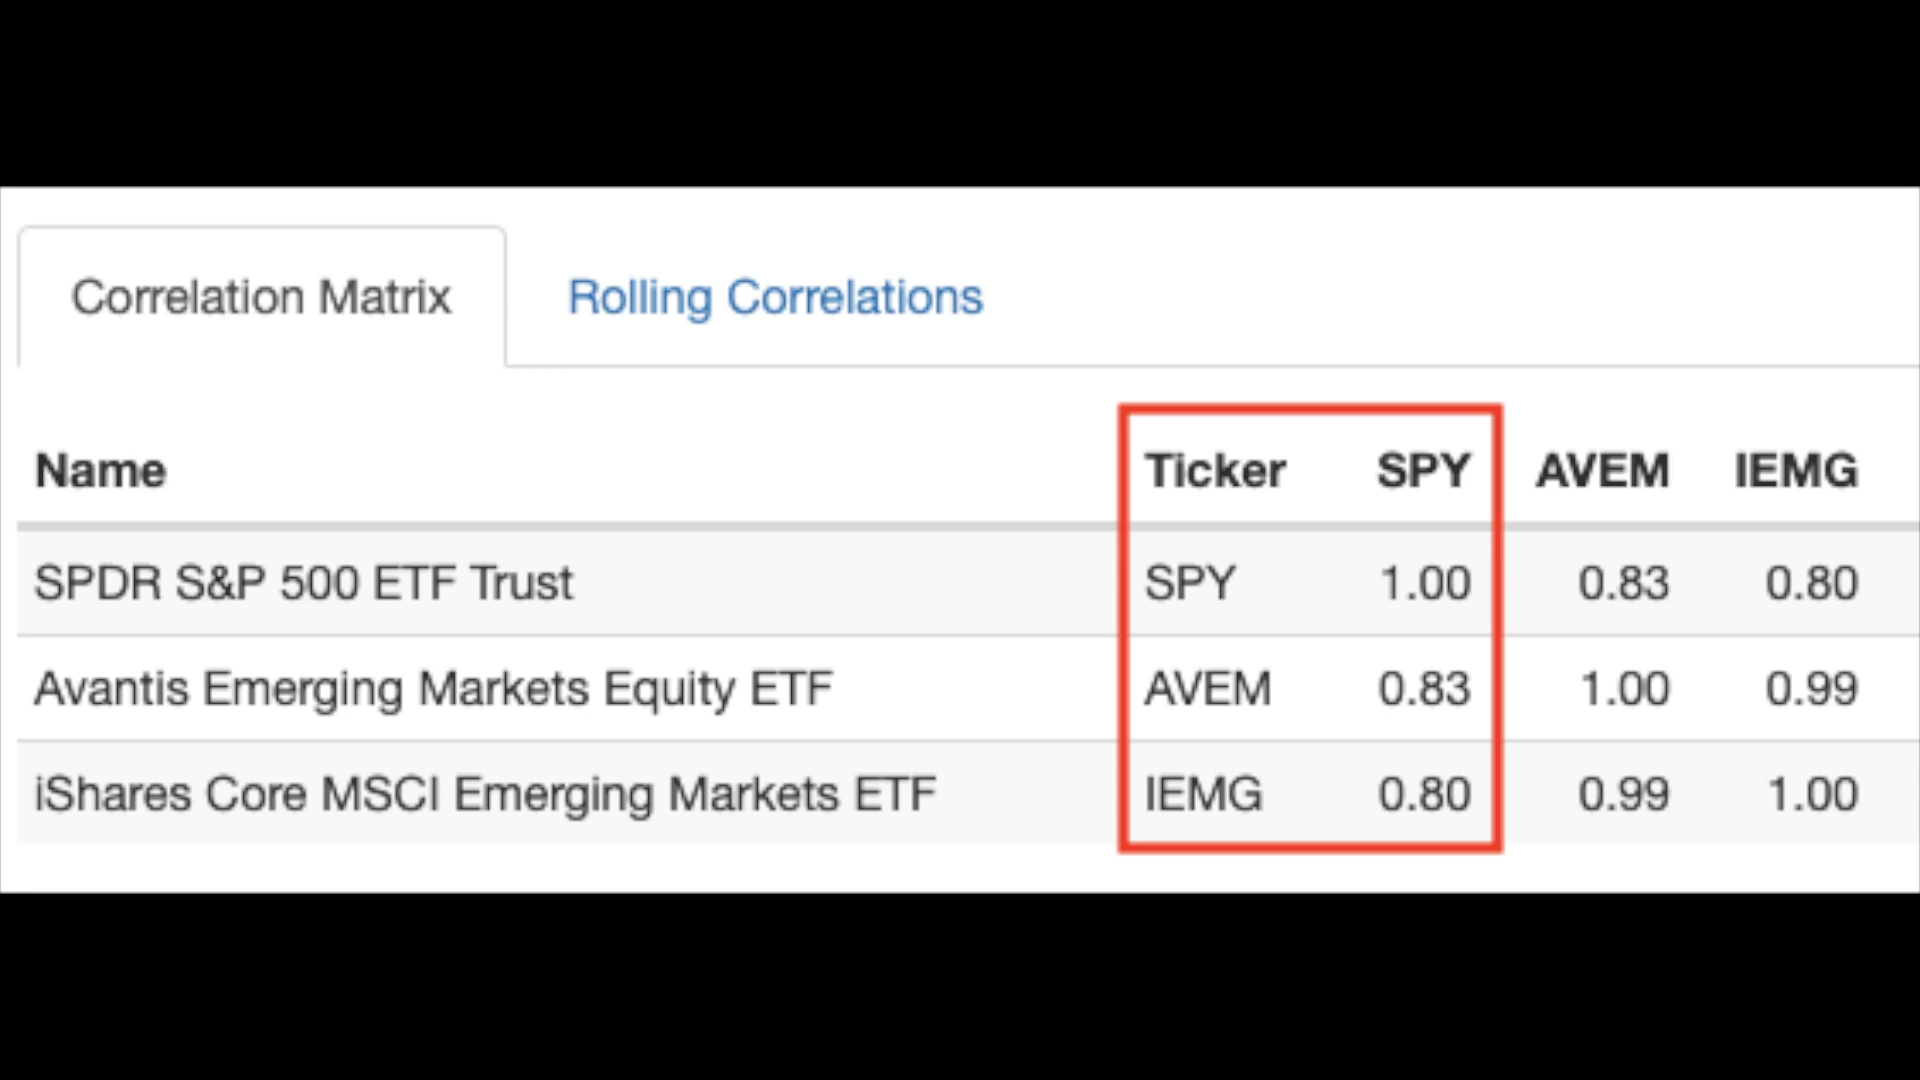 Correlation Matrix Rolling Correlations
Name Ticker SPY AVEM IEMG
SPDR S&P 500 ETF Trust SPY 1.00 0.83 0.80
Avantis Emerging Markets Equity ETF AVEM 0.83 1.00 0.99
iShares Core MSCI Emerging Markets ETF IEMG 0.80 0.99 1.00